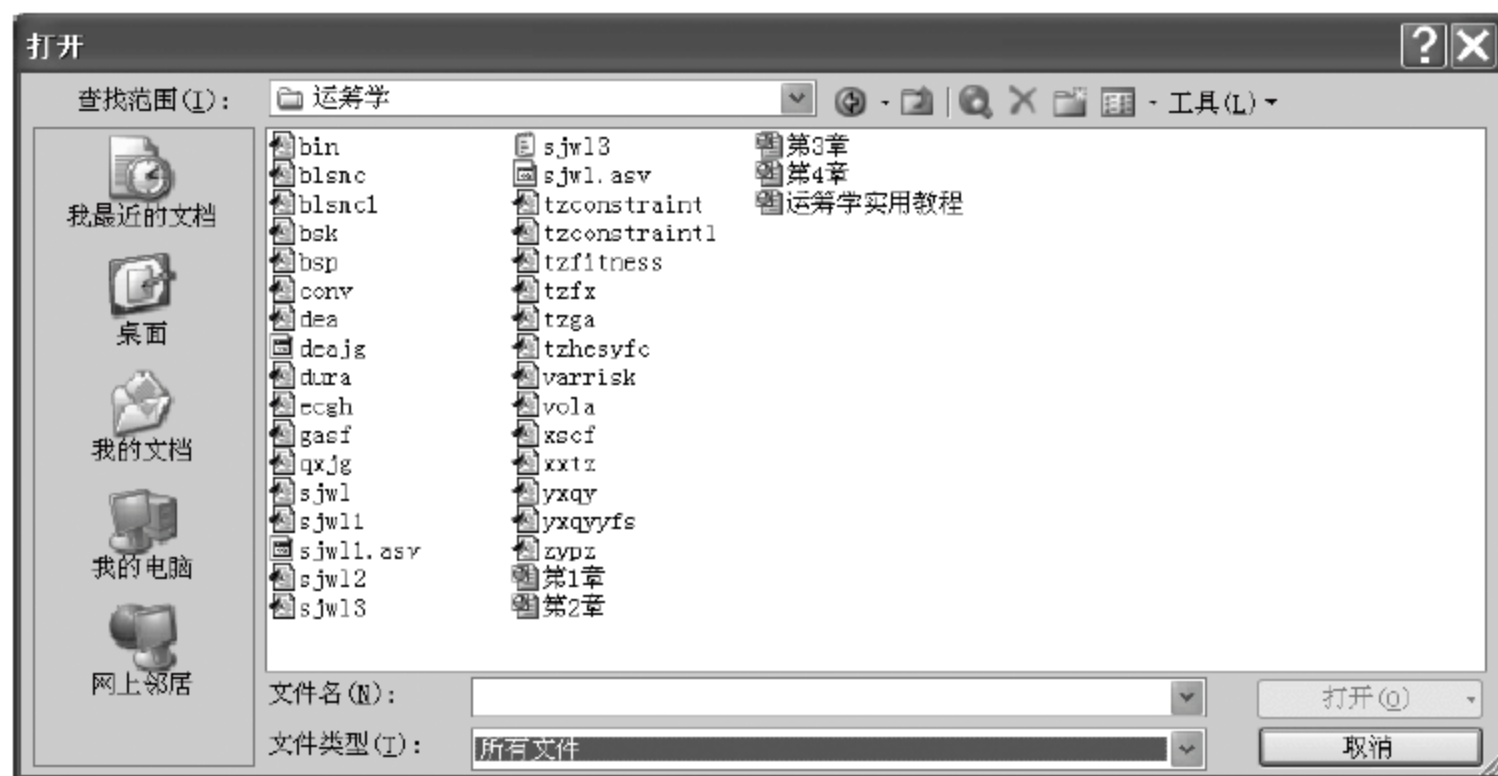 打开
查找范围(I): 运筹学 工具(L)
我最近的文档
桌面
我的文档
我的电脑
网上邻居
bin
blsnc
blsnc1
bsk
bsp
conv
dea
deajg
dura
ecgh
gasf
qxjg
sjwl
sjwl1
sjwl1.asv
sjwl2
sjwl3
sjwl3
sjwl.asv
tzconstraint
tzconstraint1
tzfitness
tzfx
tzga
tzhesyfc
varrisk
vola
xscf
xxtz
yxqy
yxqyyfs
zypz
第1章
第2章
第3章
第4章
运筹学实用教程
文件名(N): 打开(O)
文件类型(T): 所有文件 取消